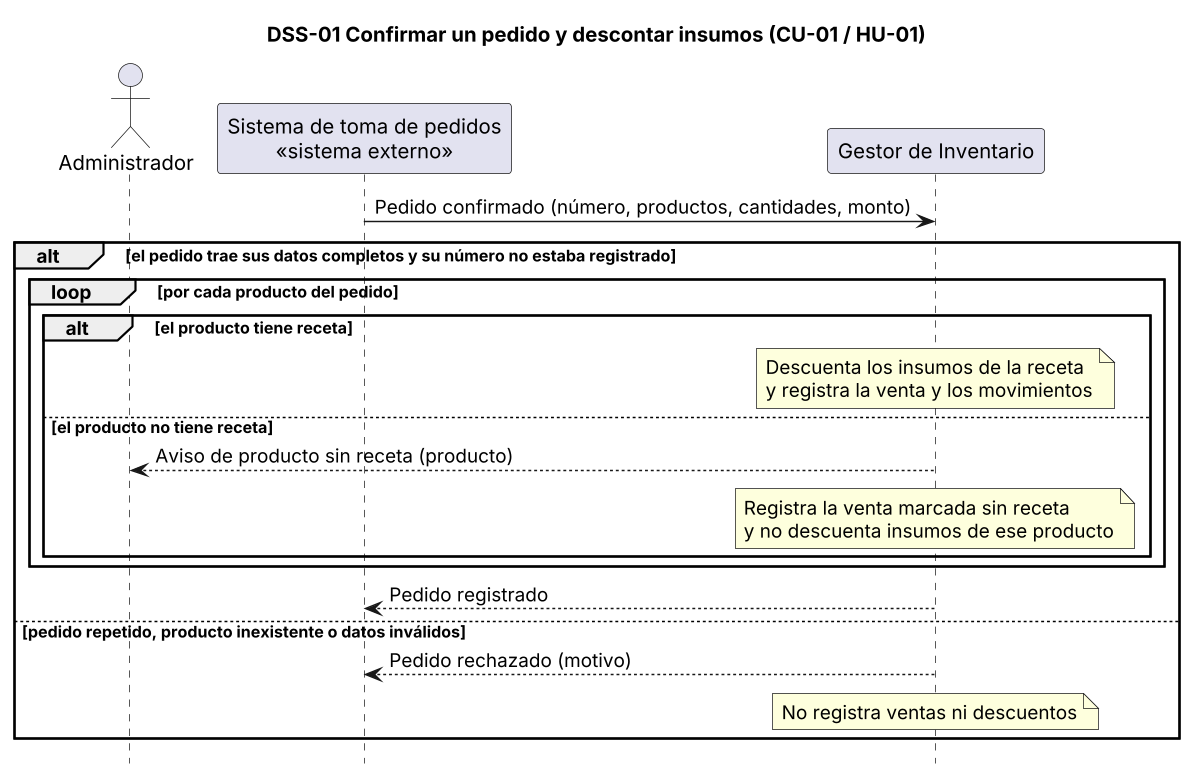 DSS-01 Confirmar un pedido y descontar insumos (CU-01 / HU-01)
Administrador
Sistema de toma de pedidos
«sistema externo»
Gestor de Inventario
Pedido confirmado (número, productos, cantidades, monto)
alt
[el pedido trae sus datos completos y su número no estaba registrado]
loop
[por cada producto del pedido]
alt
[el producto tiene receta]
Descuenta los insumos de la receta
y registra la venta y los movimientos
[el producto no tiene receta]
Aviso de producto sin receta (producto)
Registra la venta marcada sin receta
y no descuenta insumos de ese producto
Pedido registrado
[pedido repetido, producto inexistente o datos inválidos]
Pedido rechazado (motivo)
No registra ventas ni descuentos